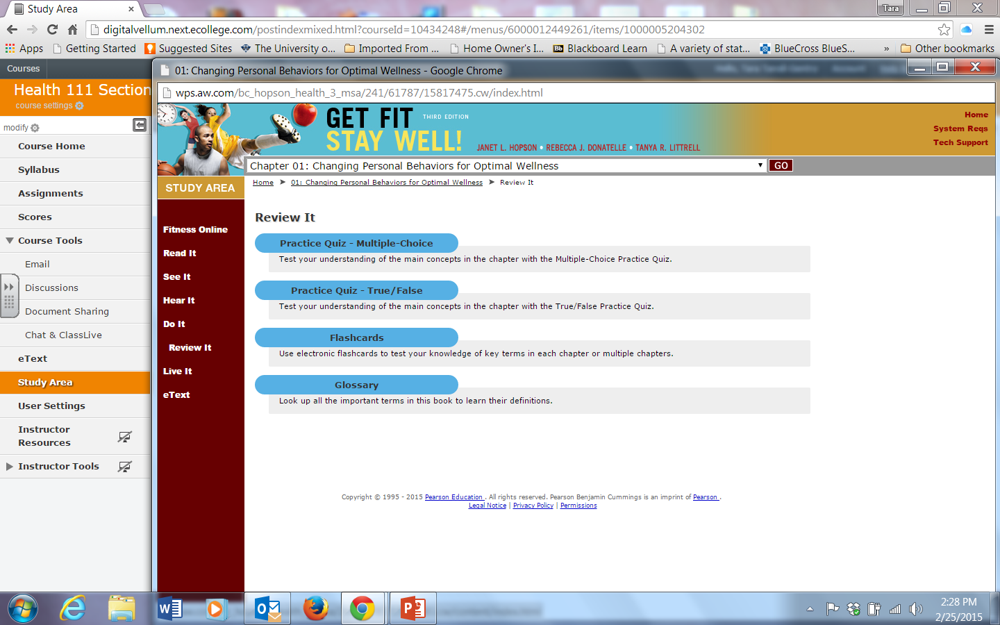 Study Area
Tara
digitalvellum.next.ecollege.com/postindexmixed.html?courseId=10434248#/menus/6000012449261/items/1000005204302
Apps Getting Started Suggested Sites The University o... Imported From ... Home Owner's I... Bb Blackboard Learn A variety of stat... BlueCross BlueS... » Other bookmarks
Courses
Health 111 Section
course settings
modify
Course Home
Syllabus
Assignments
Scores
Course Tools
Email
Discussions
Document Sharing
Chat & ClassLive
eText
Study Area
User Settings
Instructor
Resources
Instructor Tools
01: Changing Personal Behaviors for Optimal Wellness - Google Chrome
wps.aw.com/bc_hopson_health_3_msa/241/61787/15817475.cw/index.html
GET FIT THIRD EDITION
STAY WELL!
JANET L. HOPSON • REBECCA J. DONATELLE • TANYA R. LITTRELL
Home
System Reqs
Tech Support
Chapter 01: Changing Personal Behaviors for Optimal Wellness GO
STUDY AREA
Home ➤ 01: Changing Personal Behaviors for Optimal Wellness ➤ Review It
Fitness Online
Read It
See It
Hear It
Do It
Review It
Live It
eText
Review It
Practice Quiz - Multiple-Choice
Test your understanding of the main concepts in the chapter with the Multiple-Choice Practice Quiz.
Practice Quiz - True/False
Test your understanding of the main concepts in the chapter with the True/False Practice Quiz.
Flashcards
Use electronic flashcards to test your knowledge of key terms in each chapter or multiple chapters.
Glossary
Look up all the important terms in this book to learn their definitions.
Copyright © 1995 - 2015 Pearson Education . All rights reserved. Pearson Benjamin Cummings is an imprint of Pearson .
Legal Notice | Privacy Policy | Permissions
2:28 PM
2/25/2015